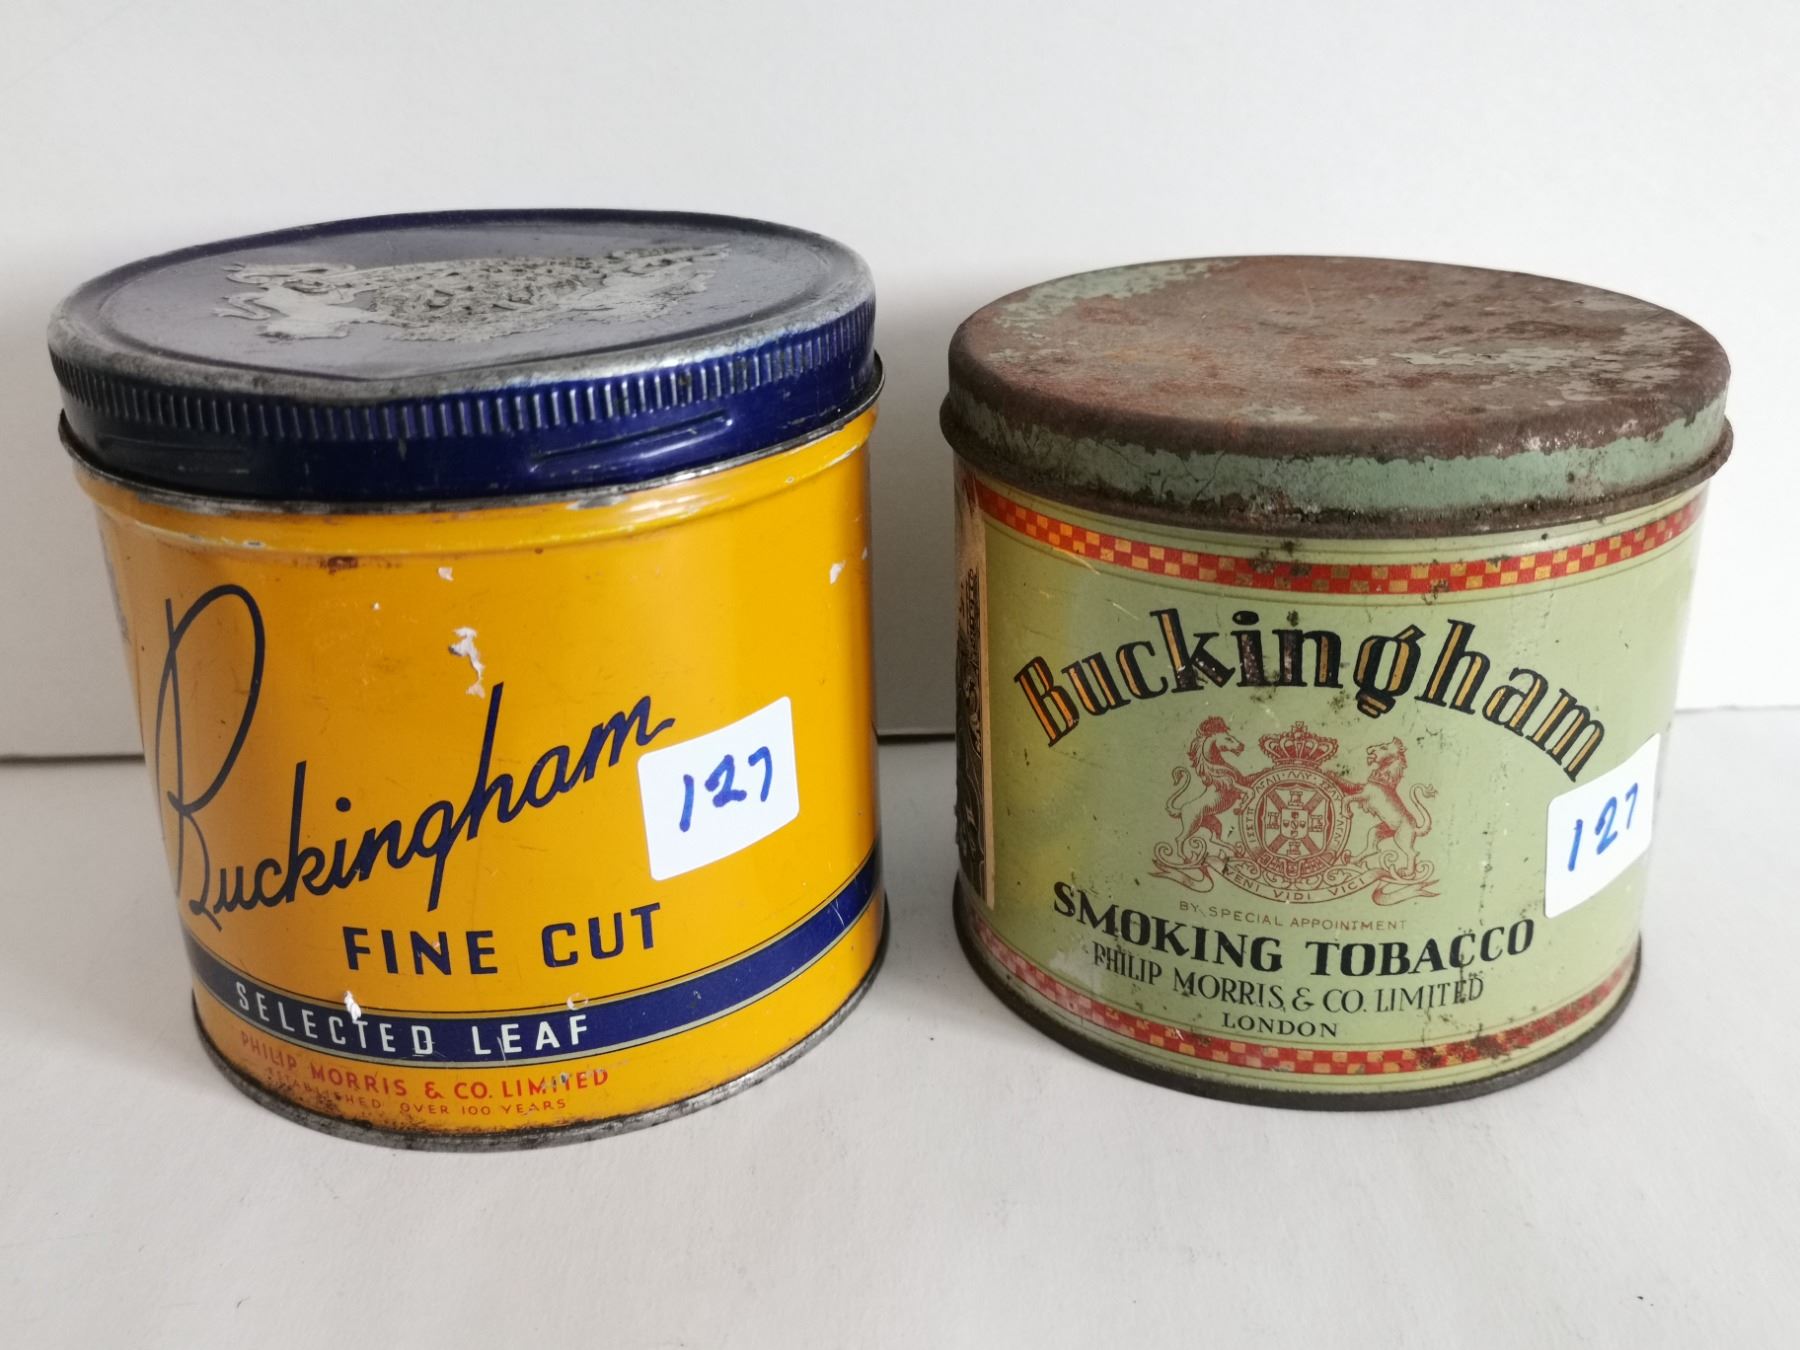 Buckingham
127
FINE CUT
SELECTED LEAF
PHILIP MORRIS & CO. LIMITED
ESTABLISHED OVER 100 YEARS
Buckingham
VENI VIDI VICI
127
BY SPECIAL APPOINTMENT
SMOKING TOBACCO
PHILIP MORRIS & CO. LIMITED
LONDON